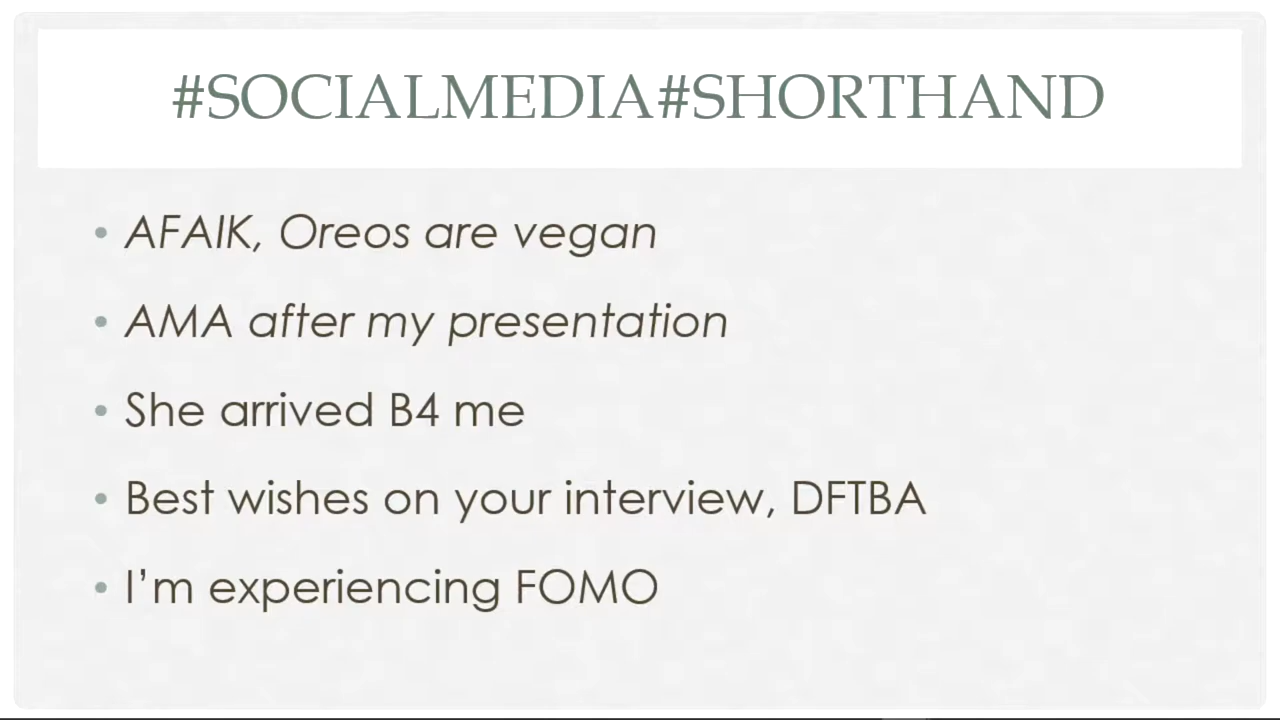 #SOCIALMEDIA#SHORTHAND
• AFAIK, Oreos are vegan
• AMA after my presentation
• She arrived B4 me
• Best wishes on your interview, DFTBA
• I’m experiencing FOMO